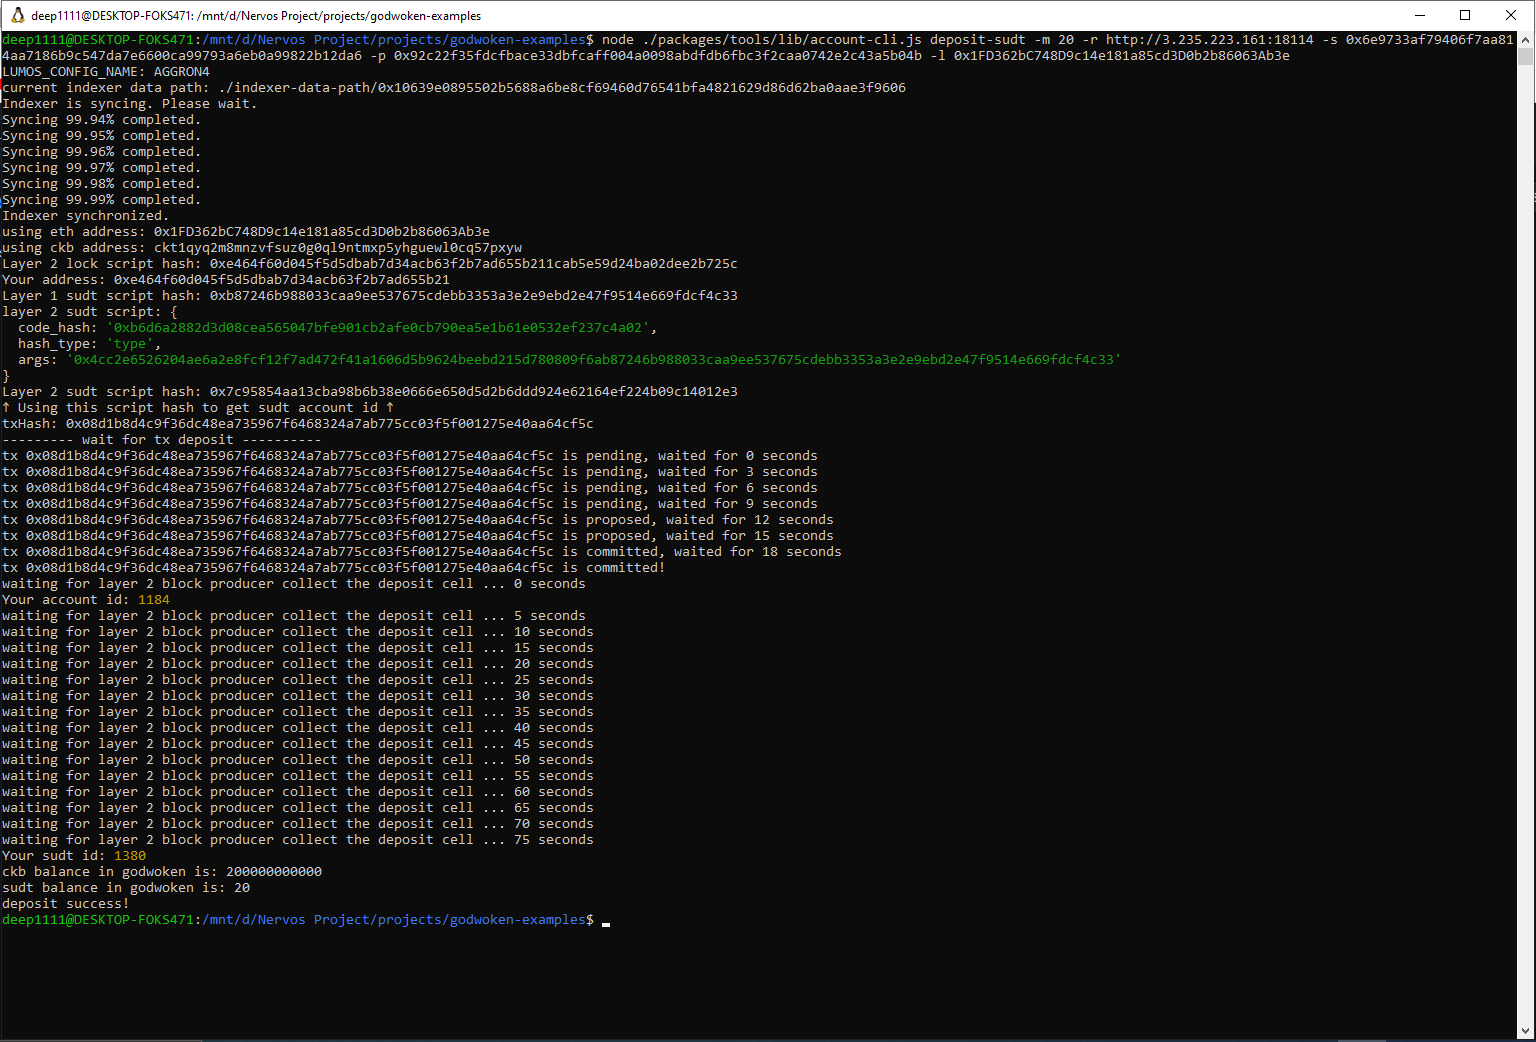 deep1111@DESKTOP-FOKS471: /mnt/d/Nervos Project/projects/godwoken-examples
deep1111@DESKTOP-FOKS471:/mnt/d/Nervos Project/projects/godwoken-examples$ node ./packages/tools/lib/account-cli.js deposit-sudt -m 20 -r http://3.235.223.161:18114 -s 0x6e9733af79406f7aa81
4aa7186b9c547da7e6600ca99793a6eb0a99822b12da6 -p 0x92c22f35fdcfbace33dbfcaff004a0098abdfdb6fbc3f2caa0742e2c43a5b04b -l 0x1FD362bC748D9c14e181a85cd3D0b2b86063Ab3e
LUMOS_CONFIG_NAME: AGGRON4
current indexer data path: ./indexer-data-path/0x10639e0895502b5688a6be8cf69460d76541bfa4821629d86d62ba0aae3f9606
Indexer is syncing. Please wait.
Syncing 99.94% completed.
Syncing 99.95% completed.
Syncing 99.96% completed.
Syncing 99.97% completed.
Syncing 99.98% completed.
Syncing 99.99% completed.
Indexer synchronized.
using eth address: 0x1FD362bC748D9c14e181a85cd3D0b2b86063Ab3e
using ckb address: ckt1qyq2m8mnzvfsuz0g0ql9ntmxp5yhguewl0cq57pxyw
Layer 2 lock script hash: 0xe464f60d045f5d5dbab7d34acb63f2b7ad655b211cab5e59d24ba02dee2b725c
Your address: 0xe464f60d045f5d5dbab7d34acb63f2b7ad655b21
Layer 1 sudt script hash: 0xb87246b988033caa9ee537675cdebb3353a3e2e9ebd2e47f9514e669fdcf4c33
layer 2 sudt script: {
  code_hash: '0xb6d6a2882d3d08cea565047bfe901cb2afe0cb790ea5e1b61e0532ef237c4a02',
  hash_type: 'type',
  args: '0x4cc2e6526204ae6a2e8fcf12f7ad472f41a1606d5b9624beebd215d780809f6ab87246b988033caa9ee537675cdebb3353a3e2e9ebd2e47f9514e669fdcf4c33'
}
Layer 2 sudt script hash: 0x7c95854aa13cba98b6b38e0666e650d5d2b6ddd924e62164ef224b09c14012e3
↑ Using this script hash to get sudt account id ↑
txHash: 0x08d1b8d4c9f36dc48ea735967f6468324a7ab775cc03f5f001275e40aa64cf5c
--------- wait for tx deposit ----------
tx 0x08d1b8d4c9f36dc48ea735967f6468324a7ab775cc03f5f001275e40aa64cf5c is pending, waited for 0 seconds
tx 0x08d1b8d4c9f36dc48ea735967f6468324a7ab775cc03f5f001275e40aa64cf5c is pending, waited for 3 seconds
tx 0x08d1b8d4c9f36dc48ea735967f6468324a7ab775cc03f5f001275e40aa64cf5c is pending, waited for 6 seconds
tx 0x08d1b8d4c9f36dc48ea735967f6468324a7ab775cc03f5f001275e40aa64cf5c is pending, waited for 9 seconds
tx 0x08d1b8d4c9f36dc48ea735967f6468324a7ab775cc03f5f001275e40aa64cf5c is proposed, waited for 12 seconds
tx 0x08d1b8d4c9f36dc48ea735967f6468324a7ab775cc03f5f001275e40aa64cf5c is proposed, waited for 15 seconds
tx 0x08d1b8d4c9f36dc48ea735967f6468324a7ab775cc03f5f001275e40aa64cf5c is committed, waited for 18 seconds
tx 0x08d1b8d4c9f36dc48ea735967f6468324a7ab775cc03f5f001275e40aa64cf5c is committed!
waiting for layer 2 block producer collect the deposit cell ... 0 seconds
Your account id: 1184
waiting for layer 2 block producer collect the deposit cell ... 5 seconds
waiting for layer 2 block producer collect the deposit cell ... 10 seconds
waiting for layer 2 block producer collect the deposit cell ... 15 seconds
waiting for layer 2 block producer collect the deposit cell ... 20 seconds
waiting for layer 2 block producer collect the deposit cell ... 25 seconds
waiting for layer 2 block producer collect the deposit cell ... 30 seconds
waiting for layer 2 block producer collect the deposit cell ... 35 seconds
waiting for layer 2 block producer collect the deposit cell ... 40 seconds
waiting for layer 2 block producer collect the deposit cell ... 45 seconds
waiting for layer 2 block producer collect the deposit cell ... 50 seconds
waiting for layer 2 block producer collect the deposit cell ... 55 seconds
waiting for layer 2 block producer collect the deposit cell ... 60 seconds
waiting for layer 2 block producer collect the deposit cell ... 65 seconds
waiting for layer 2 block producer collect the deposit cell ... 70 seconds
waiting for layer 2 block producer collect the deposit cell ... 75 seconds
Your sudt id: 1380
ckb balance in godwoken is: 200000000000
sudt balance in godwoken is: 20
deposit success!
deep1111@DESKTOP-FOKS471:/mnt/d/Nervos Project/projects/godwoken-examples$